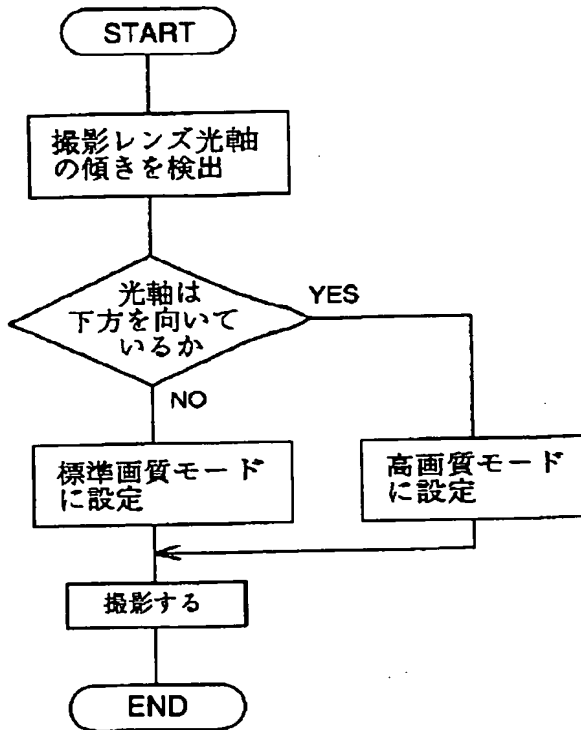 START
撮影レンズ光軸
の傾きを検出
光軸は
下方を向いて
いるか
YES
NO
標準画質モード
に設定
高画質モード
に設定
撮影する
END